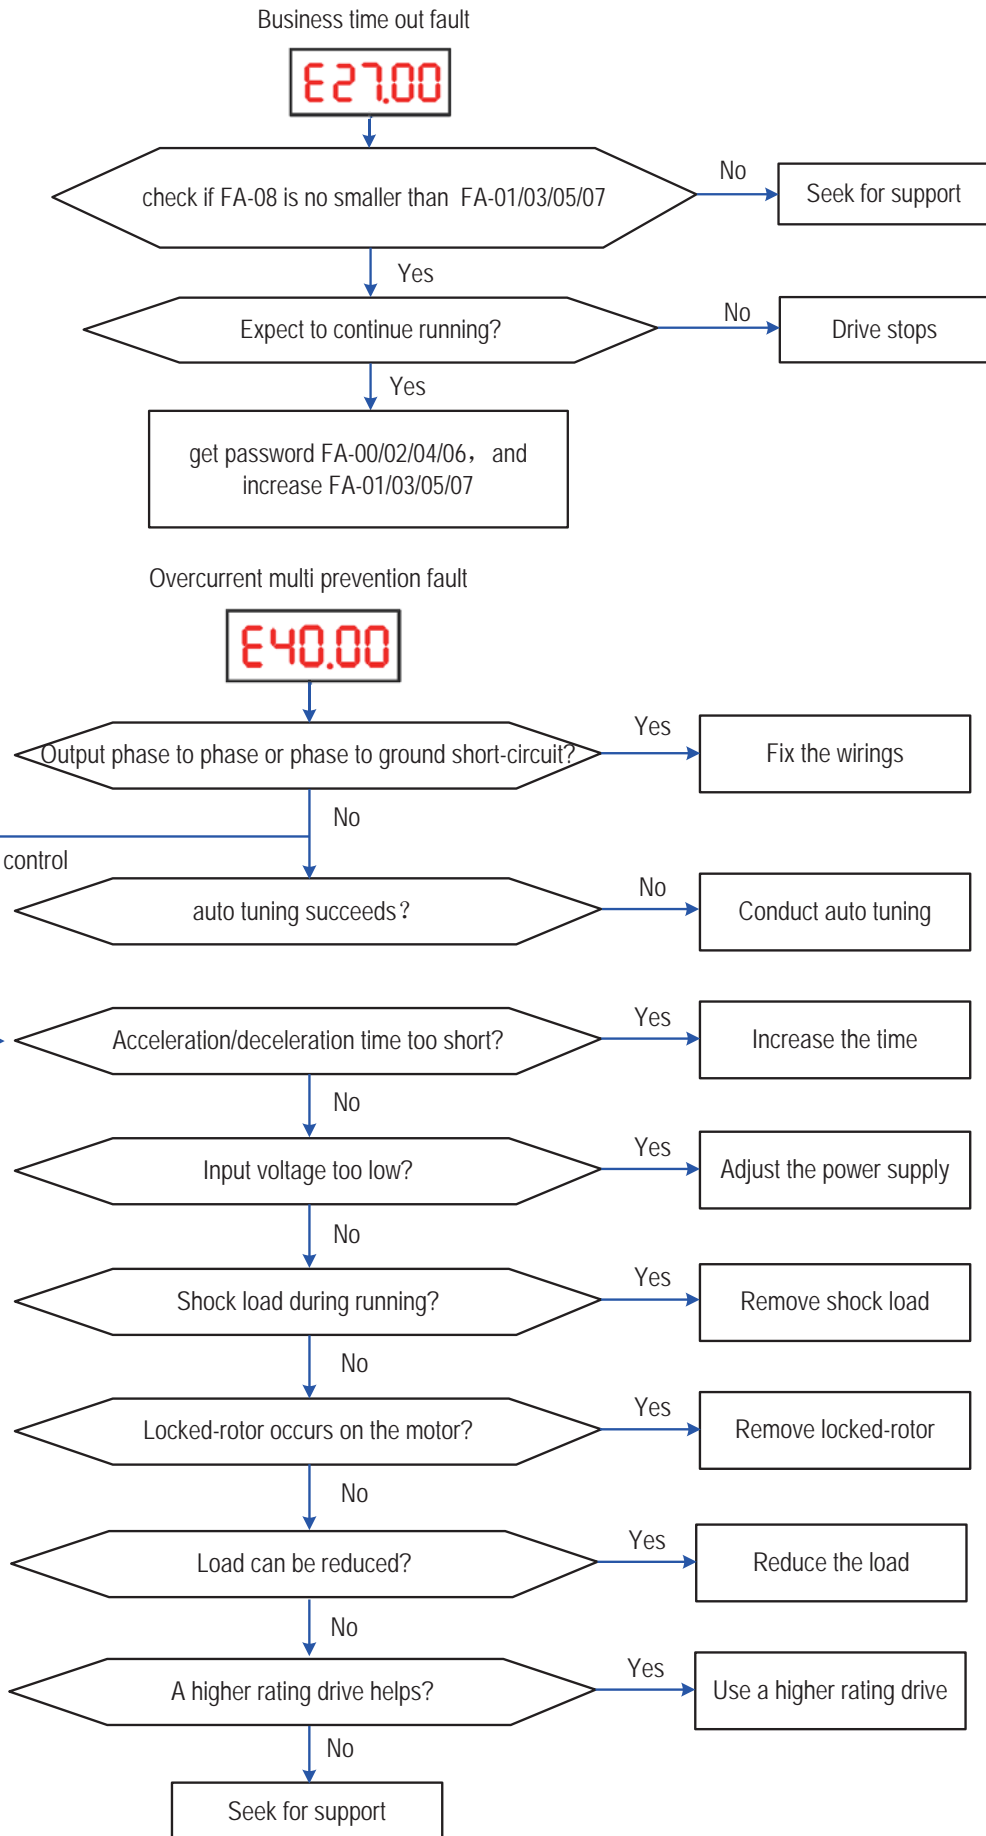 Business time out fault
E27.00
check if FA-08 is no smaller than FA-01/03/05/07
No
Seek for support
Yes
Expect to continue running?
No
Drive stops
Yes
get password FA-00/02/04/06，and
increase FA-01/03/05/07
Overcurrent multi prevention fault
E40.00
Output phase to phase or phase to ground short-circuit?
Yes
Fix the wirings
No
control
auto tuning succeeds？
No
Conduct auto tuning
Acceleration/deceleration time too short?
Yes
Increase the time
No
Input voltage too low?
Yes
Adjust the power supply
No
Shock load during running?
Yes
Remove shock load
No
Locked-rotor occurs on the motor?
Yes
Remove locked-rotor
No
Load can be reduced?
Yes
Reduce the load
No
A higher rating drive helps?
Yes
Use a higher rating drive
No
Seek for support